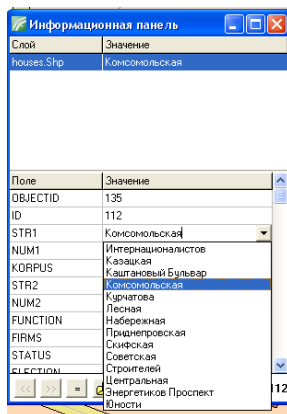 Информационная панель
Слой Значение
houses.Shp Комсомольская
Поле Значение
OBJECTID 135
ID 112
STR1 Комсомольская
NUM1 Интернационалистов
Казацкая
KORPUS Каштановый Бульвар
STR2 Комсомольская
Курчатова
NUM2 Лесная
FUNCTION Набережная
Приднепровская
FIRMS Скифская
STATUS Советская
Строителей
ELECTION Центральная
<< >> = Энергетиков Проспект 112
Юности